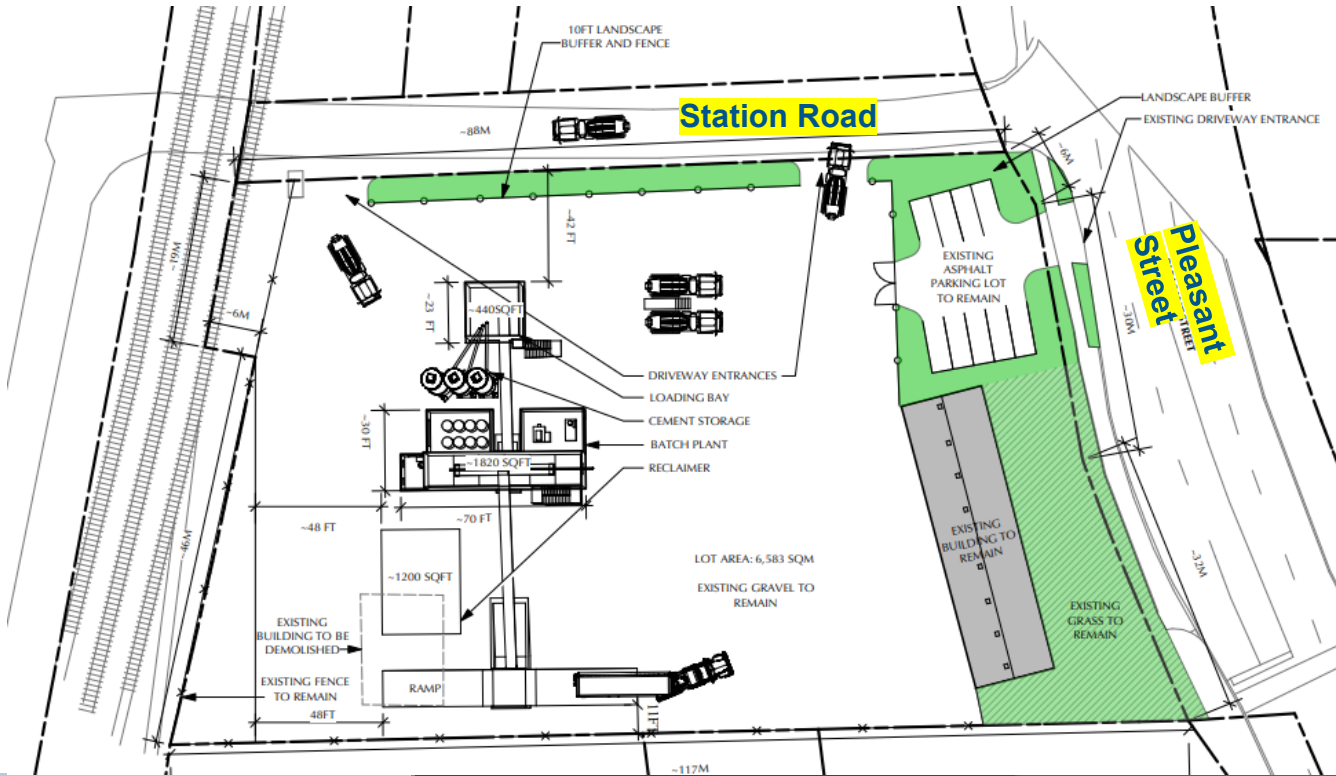 10FT LANDSCAPE
BUFFER AND FENCE
Station Road
~88M
LANDSCAPE BUFFER
EXISTING DRIVEWAY ENTRANCE
~6M
~42 FT
~19M
EXISTING
ASPHALT
PARKING LOT
TO REMAIN
Pleasant
Street
STREET
~30M
~6M
~23 FT
~440SQFT
DRIVEWAY ENTRANCES
LOADING BAY
CEMENT STORAGE
BATCH PLANT
RECLAIMER
~30 FT
~1820 SQFT
~48 FT
~70 FT
~46M
~1200 SQFT
LOT AREA: 6,583 SQM
EXISTING GRAVEL TO
REMAIN
EXISTING
BUILDING TO
REMAIN
~32M
EXISTING
GRASS TO
REMAIN
EXISTING
BUILDING TO BE
DEMOLISHED
EXISTING FENCE
TO REMAIN
RAMP
48FT
11FT
~117M